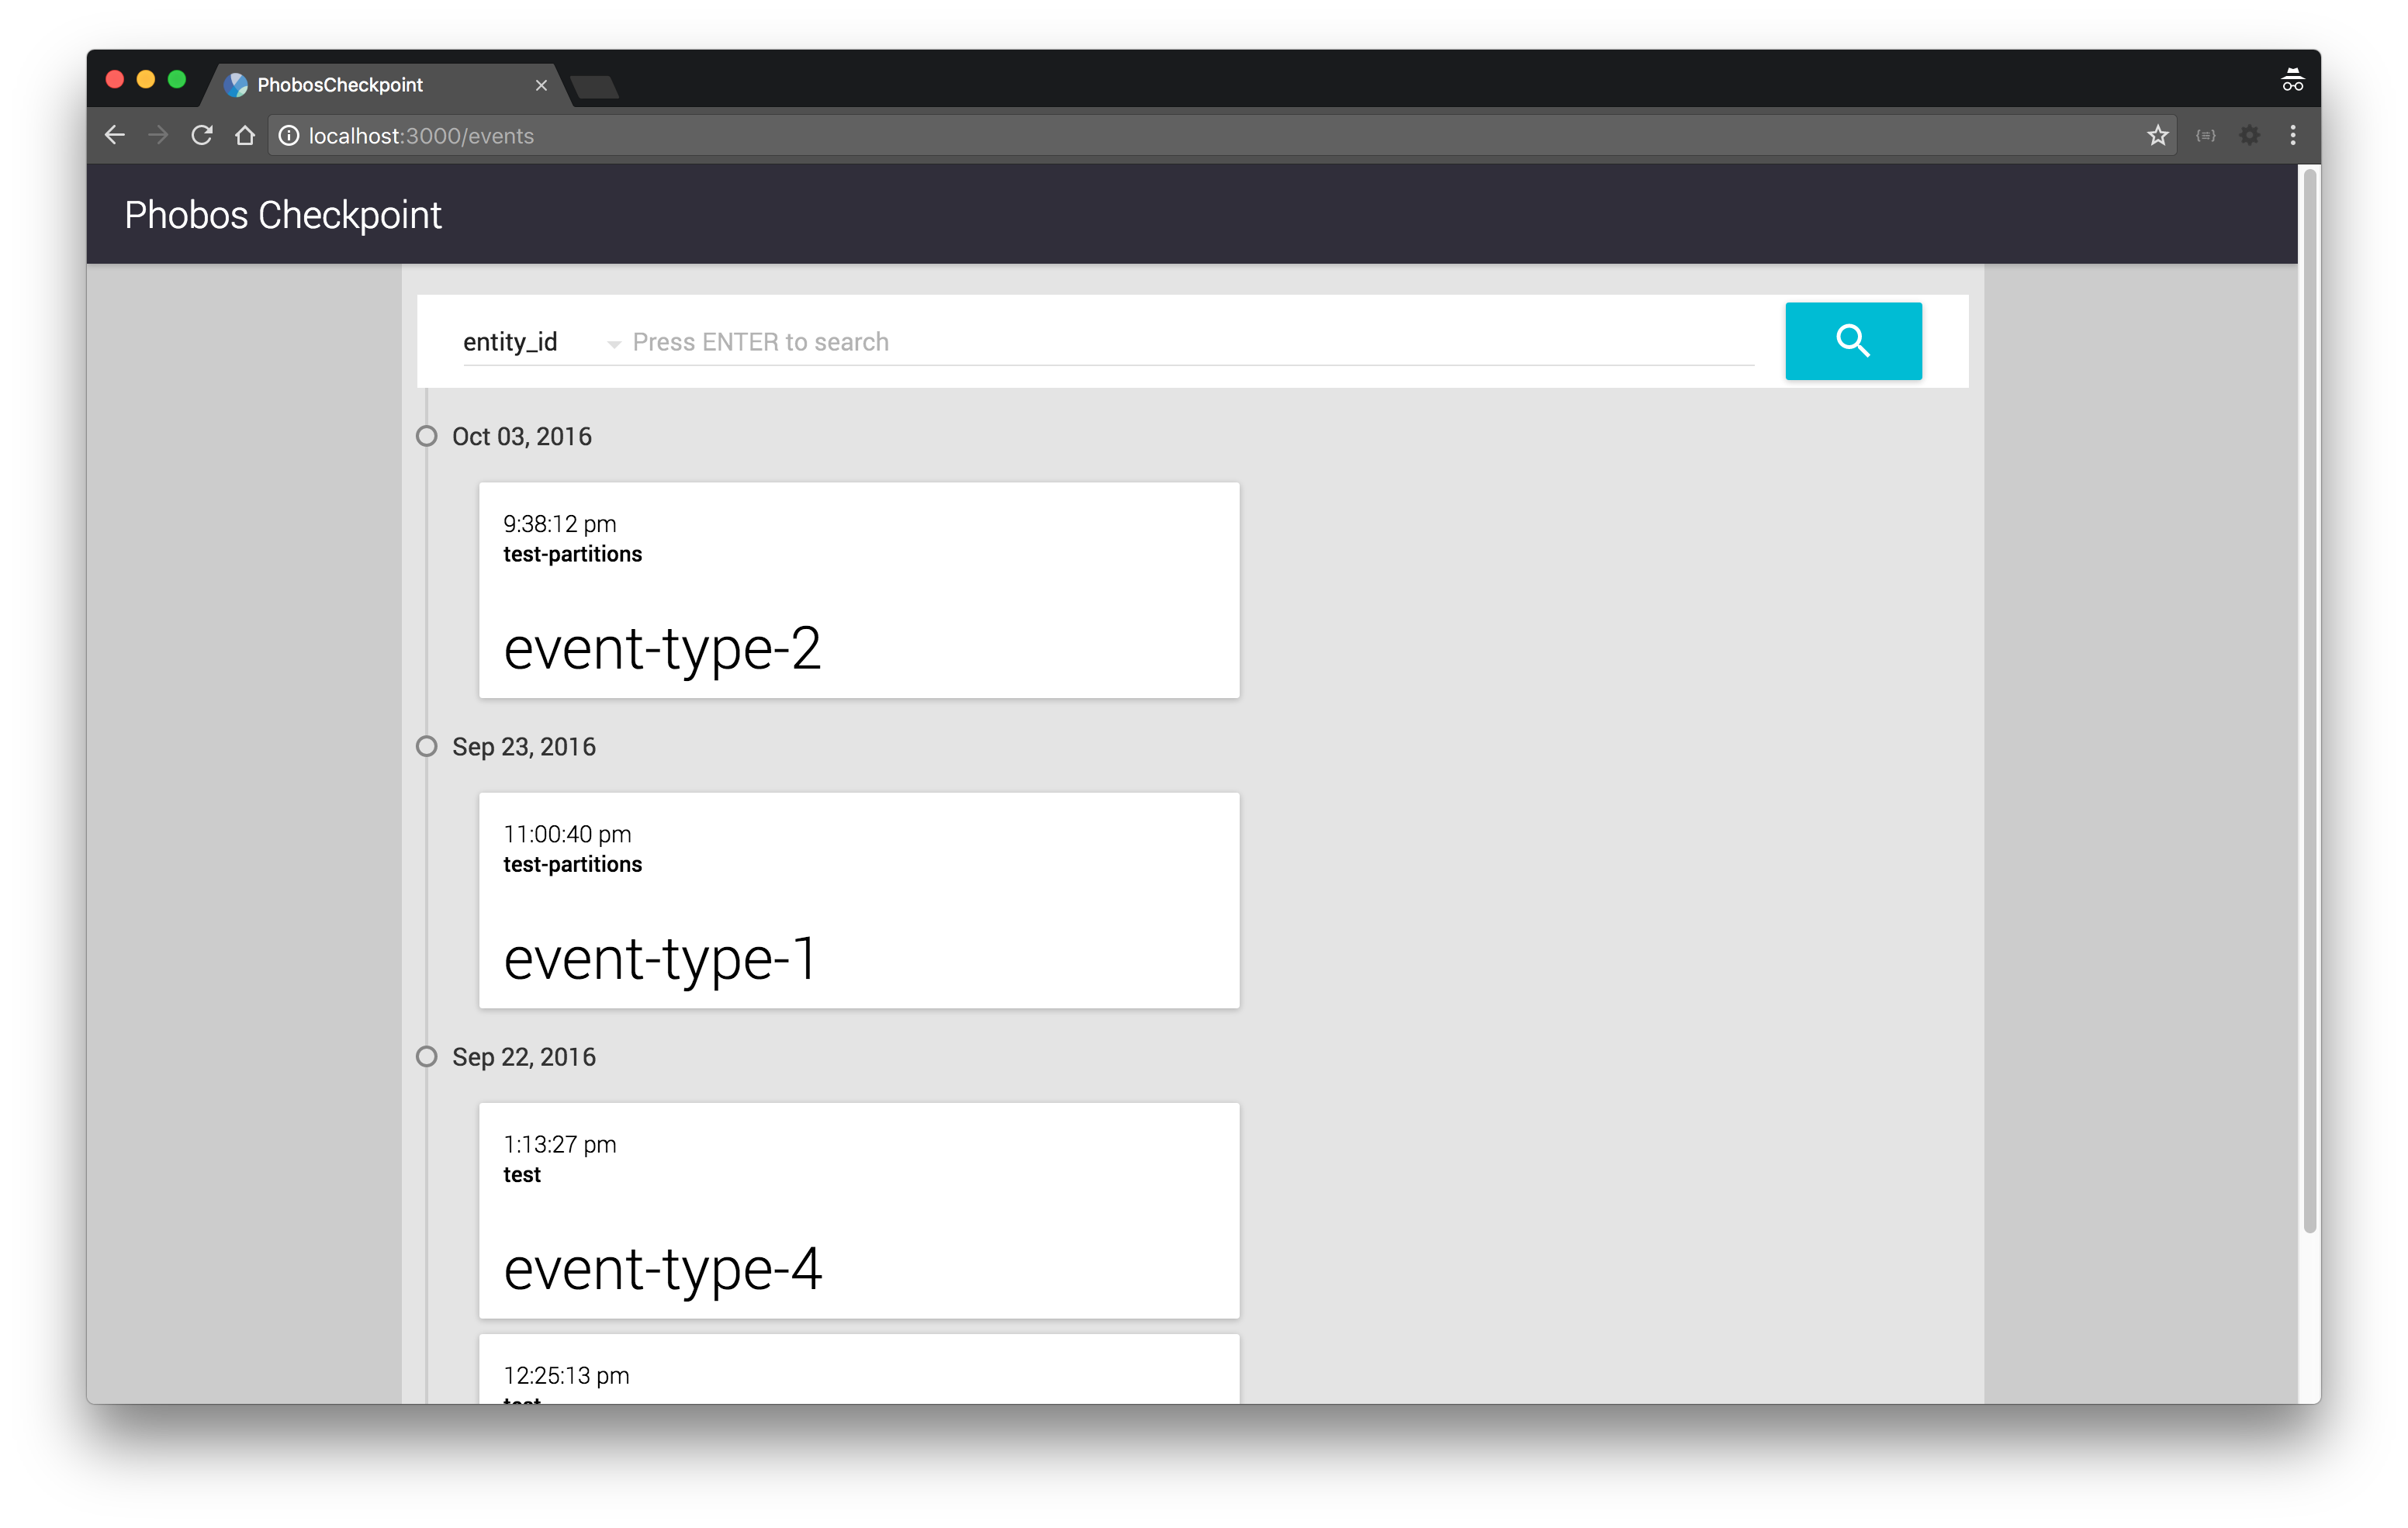 PhobosCheckpoint
localhost:3000/events
Phobos Checkpoint
entity_id Press ENTER to search
Oct 03, 2016
9:38:12 pm
test-partitions
event-type-2
Sep 23, 2016
11:00:40 pm
test-partitions
event-type-1
Sep 22, 2016
1:13:27 pm
test
event-type-4
12:25:13 pm